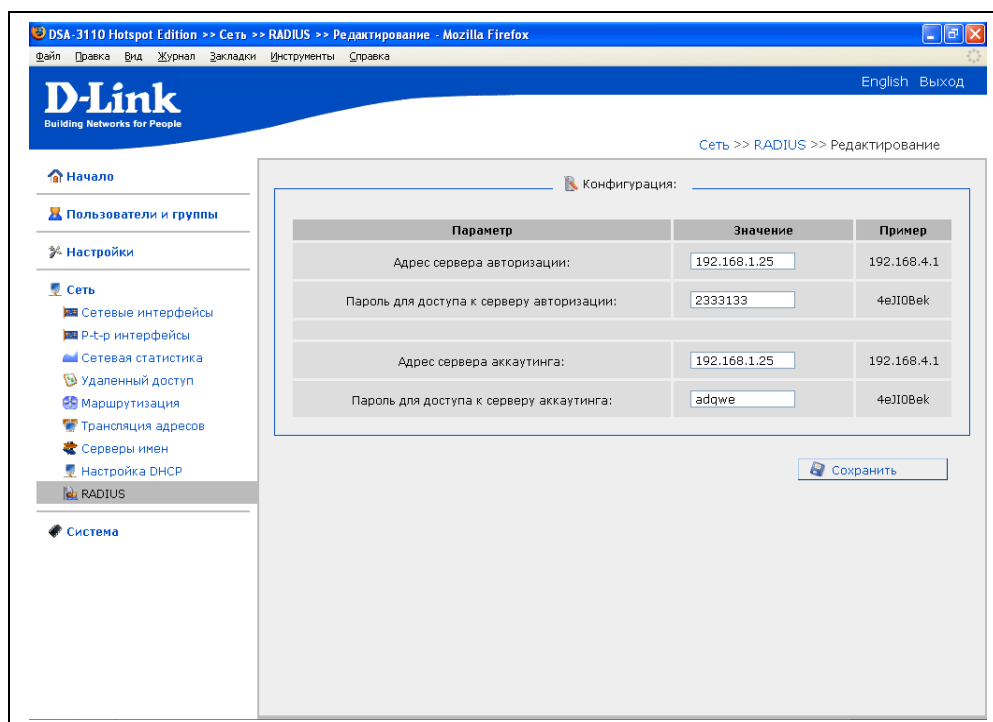 DSA-3110 Hotspot Edition >> Сеть >> RADIUS >> Редактирование - Mozilla Firefox
Файл Правка Вид Журнал Закладки Инструменты Справка
English Выход
D-Link
Building Networks for People
Сеть >> RADIUS >> Редактирование
Начало
Пользователи и группы
Настройки
Сеть
Сетевые интерфейсы
P-t-p интерфейсы
Сетевая статистика
Удаленный доступ
Маршрутизация
Трансляция адресов
Серверы имен
Настройка DHCP
RADIUS
Система
Конфигурация:
Параметр Значение Пример
Адрес сервера авторизации: 192.168.1.25 192.168.4.1
Пароль для доступа к серверу авторизации: 2333133 4eJI0Bek
Адрес сервера аккаутинга: 192.168.1.25 192.168.4.1
Пароль для доступа к серверу аккаутинга: adqwe 4eJI0Bek
Сохранить